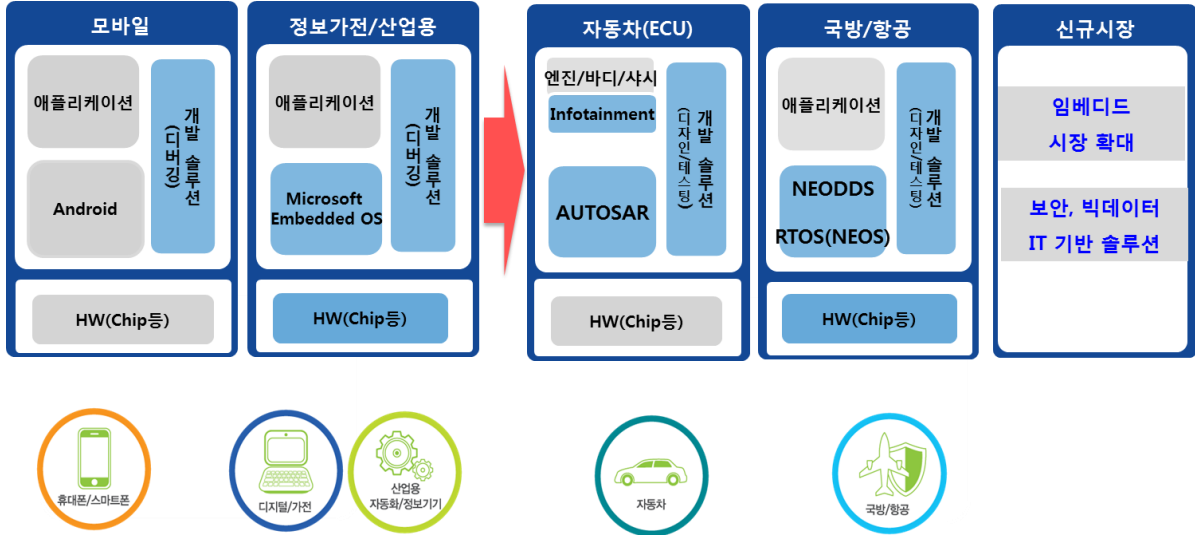 모바일
애플리케이션
Android
개발 솔루션
(디버깅)
HW(Chip등)
정보가전/산업용
애플리케이션
Microsoft
Embedded OS
개발 솔루션
(디버깅)
HW(Chip등)
자동차(ECU)
엔진/바디/샤시
Infotainment
AUTOSAR
개발 솔루션
(디자인/테스팅)
HW(Chip등)
국방/항공
애플리케이션
NEODDS
RTOS(NEOS)
개발 솔루션
(디자인/테스팅)
HW(Chip등)
신규시장
임베디드
시장 확대
보안, 빅데이터
IT 기반 솔루션
휴대폰/스마트폰
디지털/가전
산업용
자동화/정보기기
자동차
국방/항공